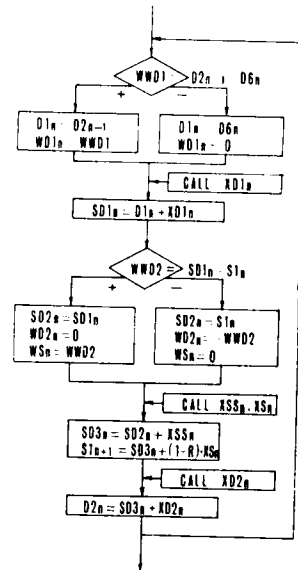 WWD1 : D2n , D6n
+ −
D1n D2n-1
WD1n WWD1
D1n D6n
WD1n 0
CALL XD1n
SD1n = D1n + XD1n
WWD2 = SD1n - S1n
+ −
SD2n = SD1n
WD2n = 0
WSn = WWD2
SD2n = S1n
WD2n = -WWD2
WSn = 0
CALL XSSn, XSn
SD3n = SD2n + XSSn
S1n+1 = SD3n + (1-R)·XSn
CALL XD2n
D2n = SD3n + XD2n